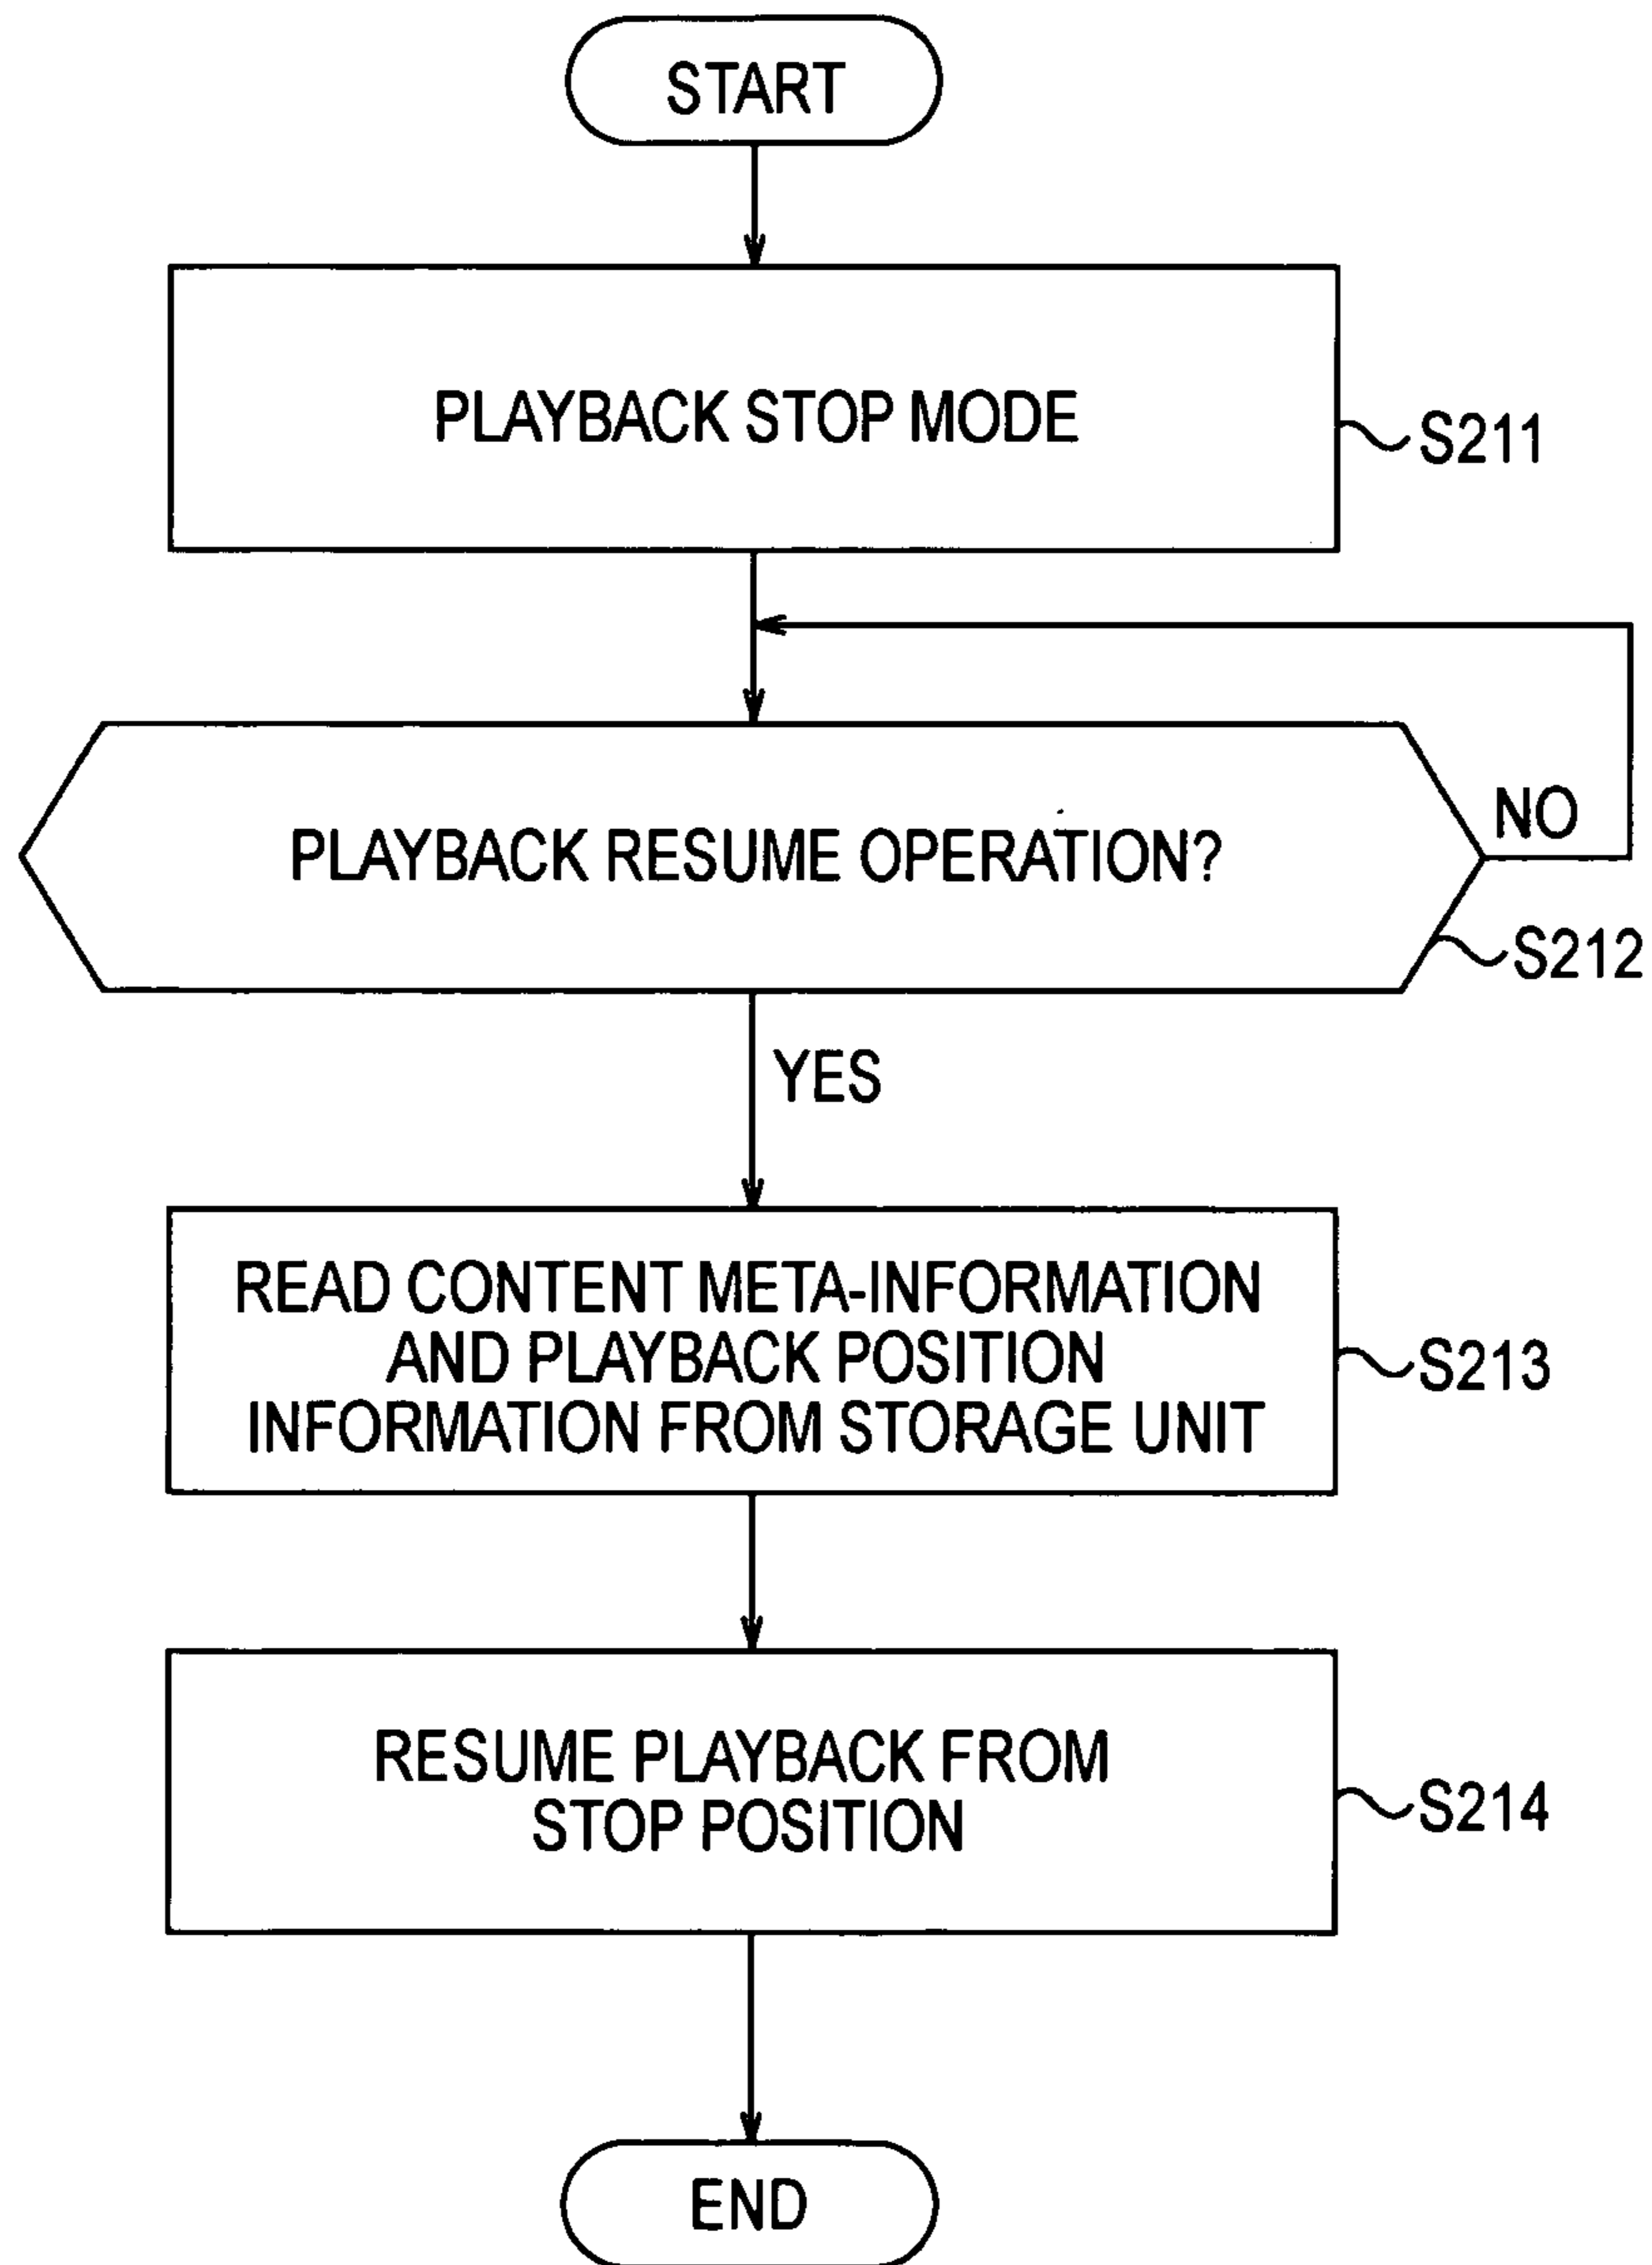 START
PLAYBACK STOP MODE
S211
PLAYBACK RESUME OPERATION?
NO
S212
YES
READ CONTENT META-INFORMATION
AND PLAYBACK POSITION
INFORMATION FROM STORAGE UNIT
S213
RESUME PLAYBACK FROM
STOP POSITION
S214
END